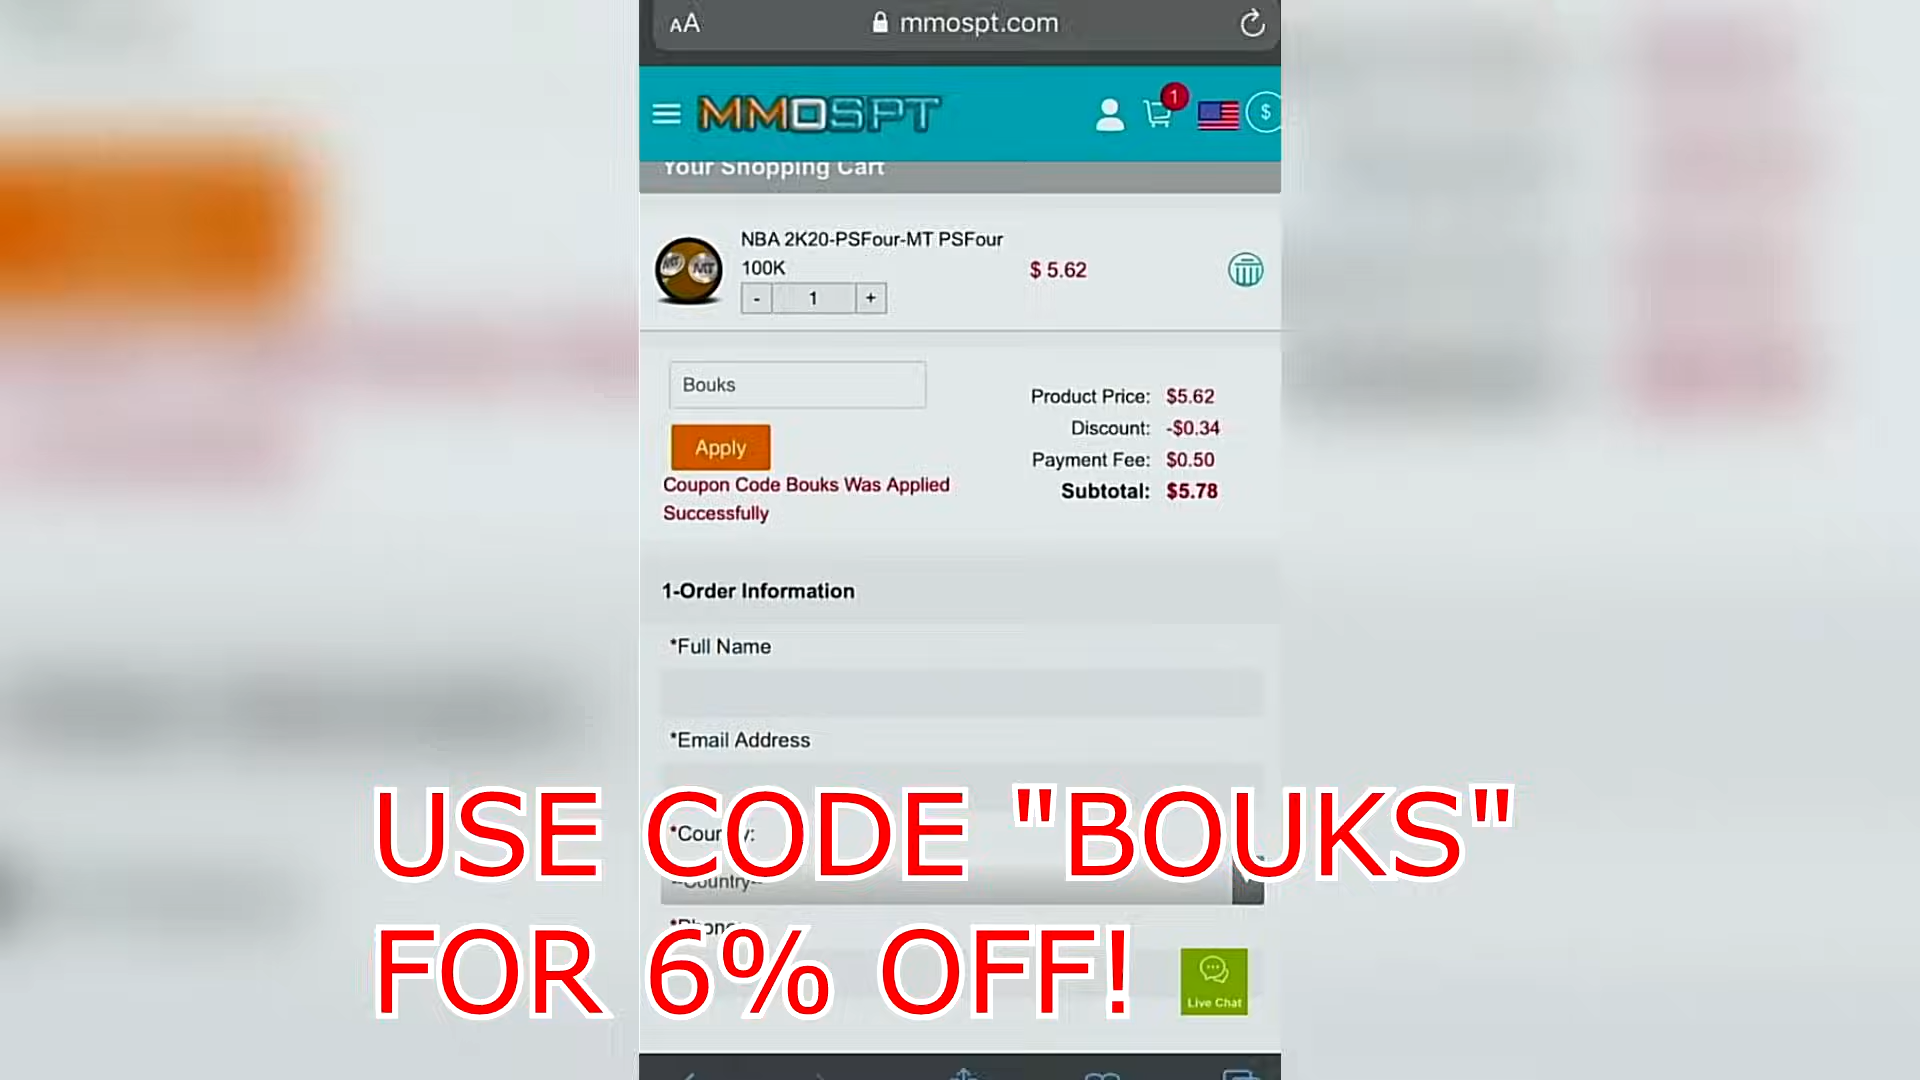 AA mmospt.com
MMOSPT 1 $
Your Shopping Cart
NBA 2K20-PSFour-MT PSFour
100K
$ 5.62
- 1 +
Bouks
Apply
Coupon Code Bouks Was Applied
Successfully
Product Price: $5.62
Discount: -$0.34
Payment Fee: $0.50
Subtotal: $5.78
1-Order Information
*Full Name
*Email Address
USE CODE "BOUKS"
FOR 6% OFF!
--Country--
Live Chat